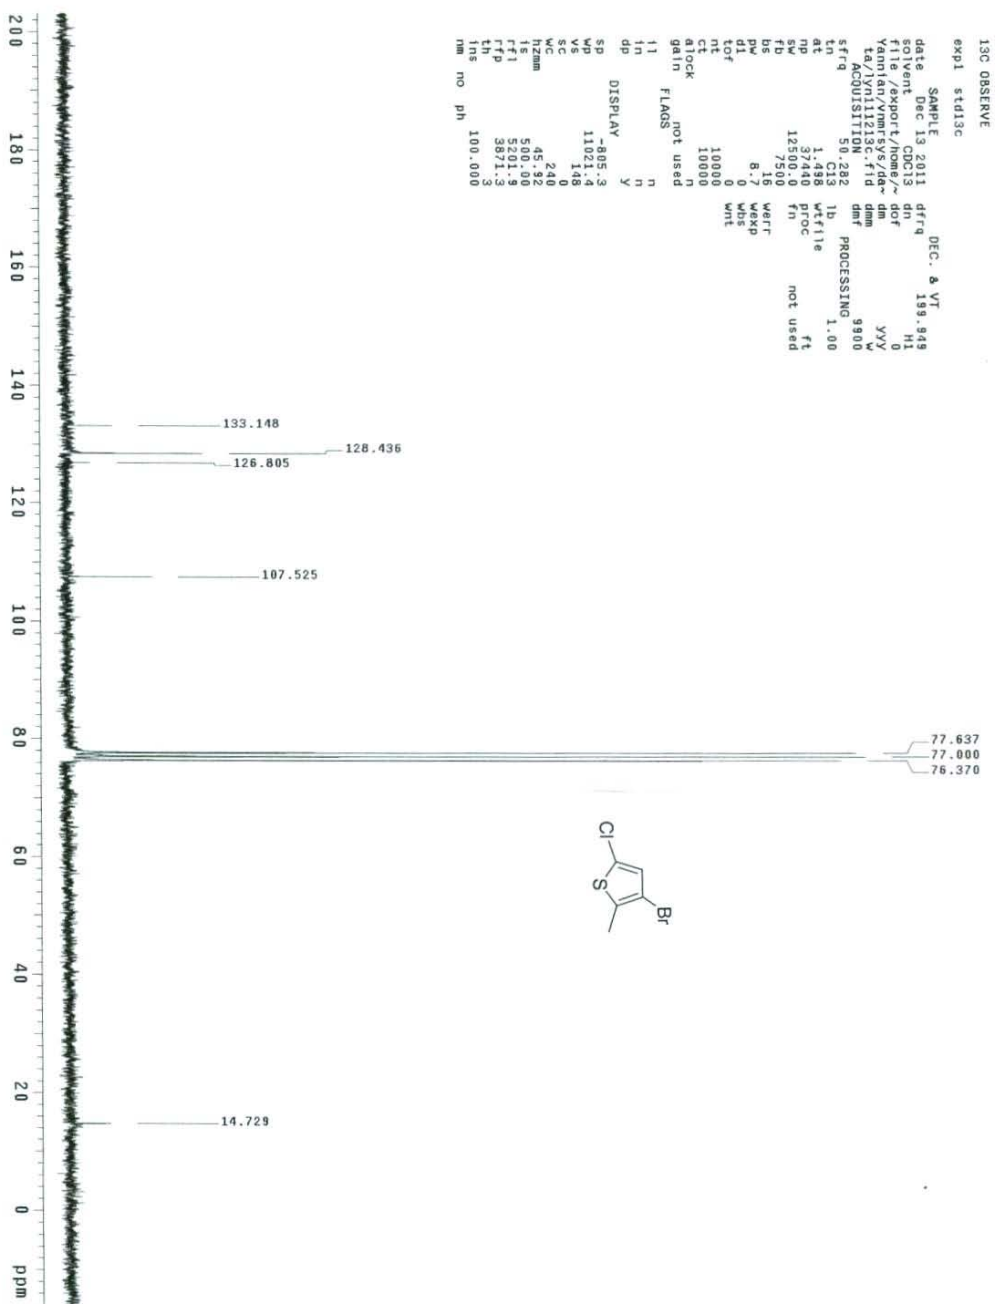 13C OBSERVE
exp1 std13c
SAMPLE DEC. & VT
date Dec 13 2011 dfrq 199.949
solvent CDCl3 dn H1
file /export/home/~ dof 0
Yannian/vnmrsys/da~ dm yyy
ta/lyn111213c.fid dmm w
ACQUISITION dmf 9900
sfrq 50.282 PROCESSING
tn C13 lb 1.00
at 1.498 wtfile
np 37440 proc ft
sw 12500.0 fn not used
fb 7500
bs 16 werr
pw 8.7 wexp
d1 0 wbs
tof 0 wnt
nt 10000
ct 10000
alock n
gain not used
FLAGS
il n
in n
dp y
DISPLAY
sp -805.3
wp 11021.4
vs 148
sc 0
wc 240
hzmm 45.92
is 500.00
rfl 5201.9
rfp 3871.3
th 3
ins 100.000
nm no ph
77.637
77.000
76.370
128.436
133.148
126.805
107.525
14.729
Cl
S
Br
200 180 160 140 120 100 80 60 40 20 0 ppm